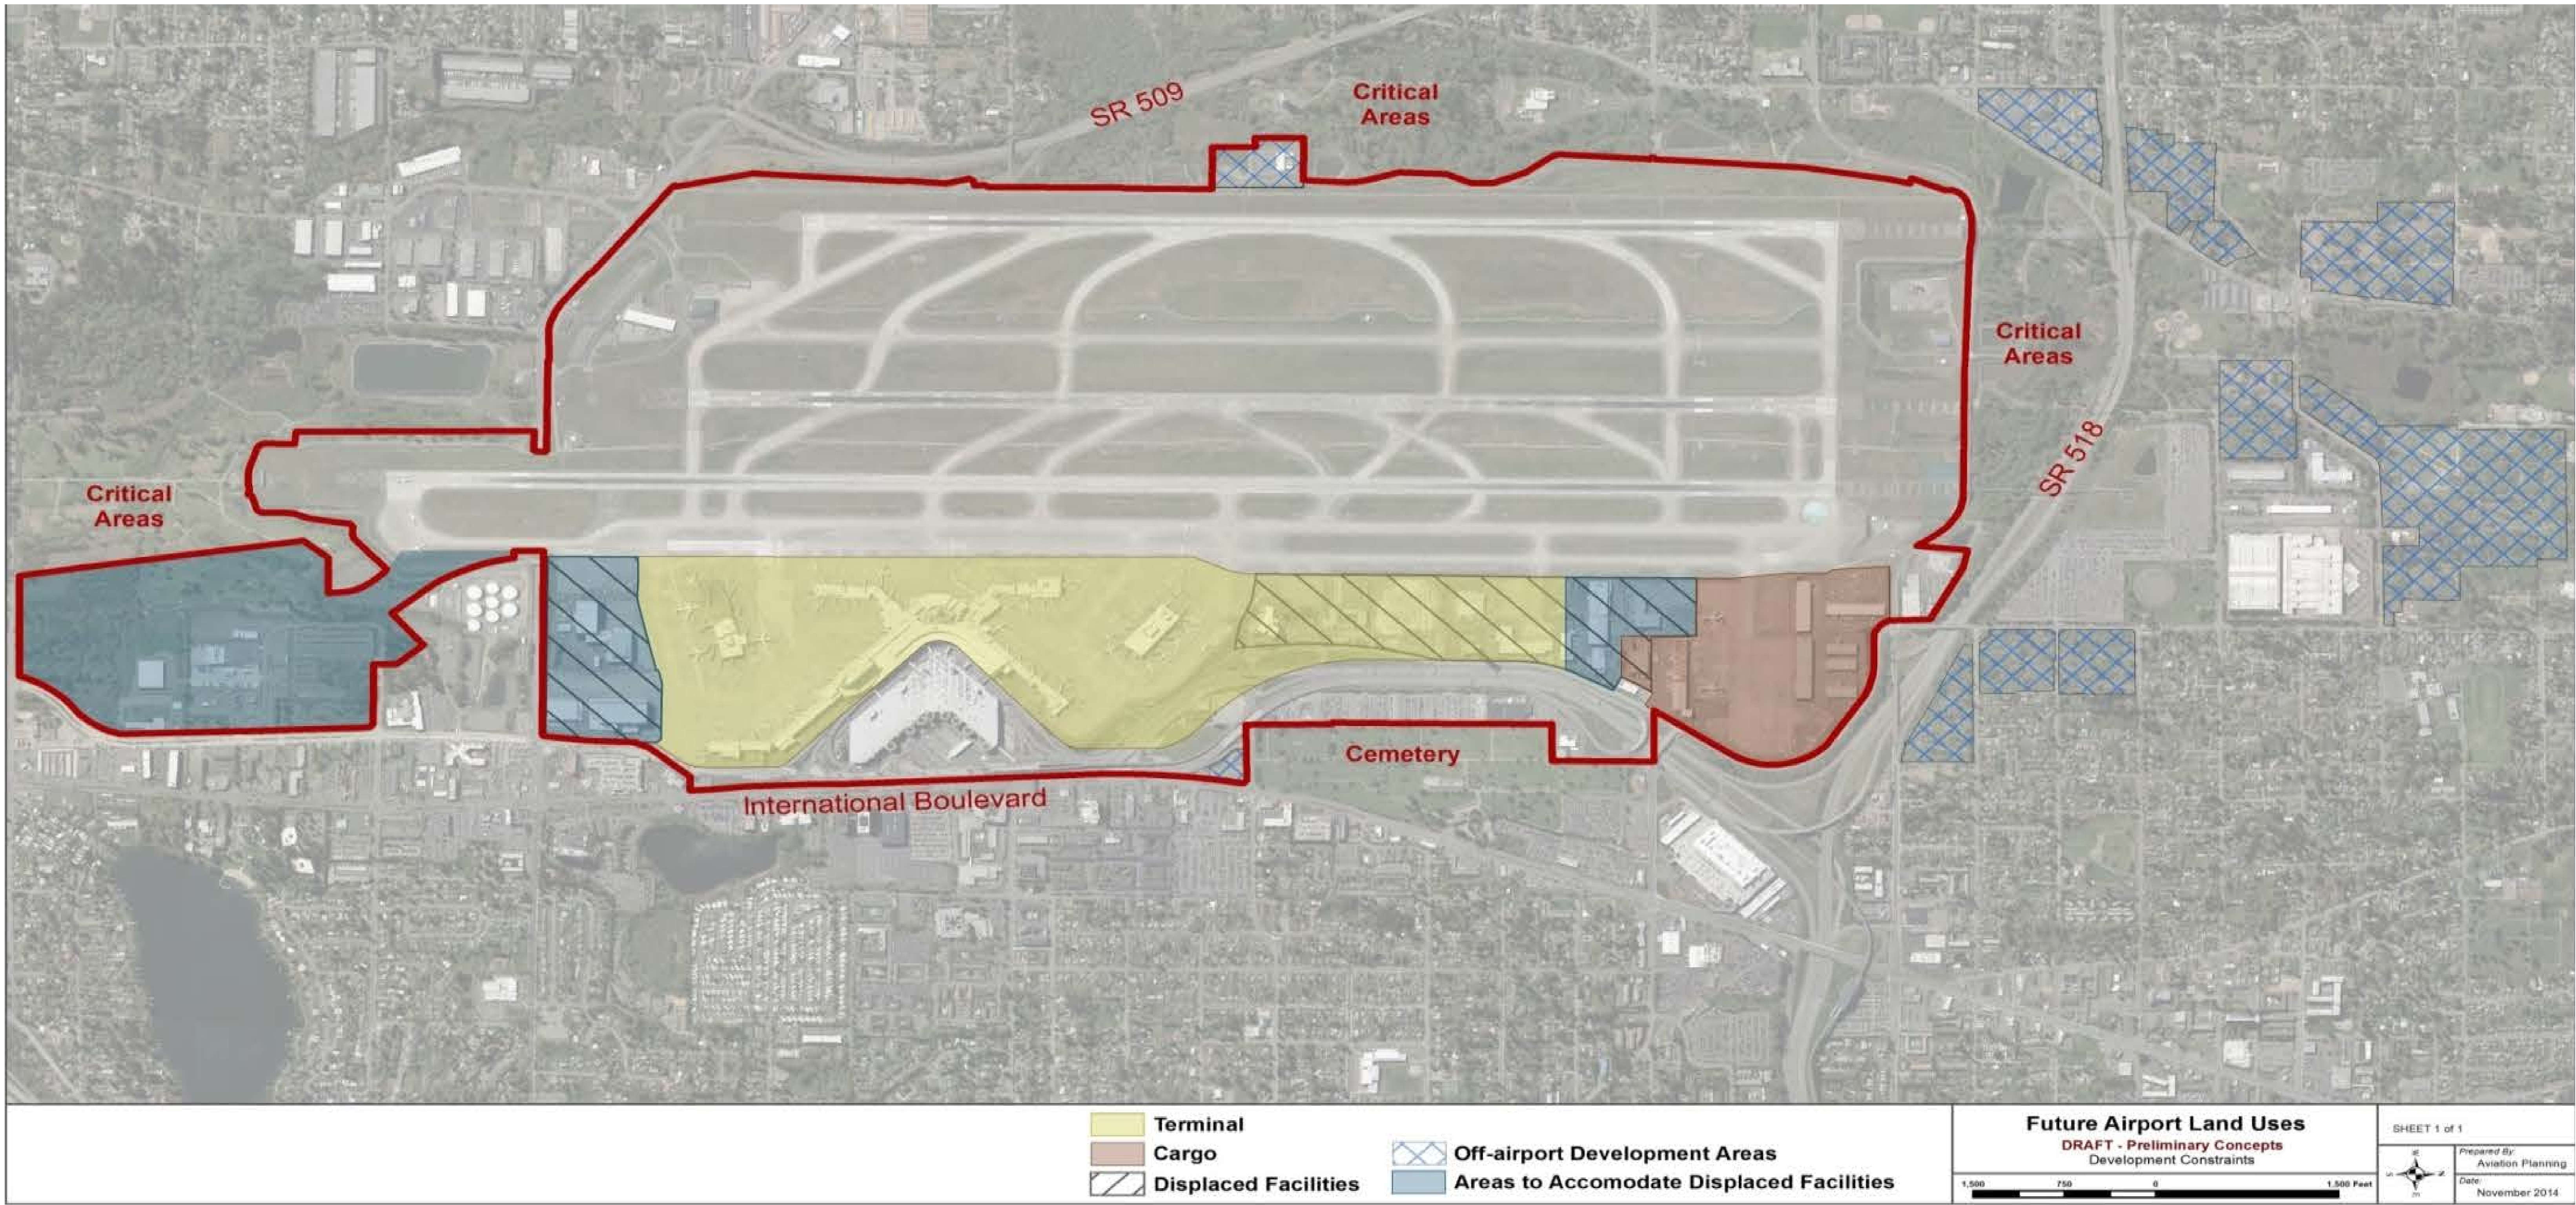 SR 509
Critical
Areas
Critical
Areas
SR 518
Critical
Areas
Cemetery
International Boulevard
Terminal
Cargo
Displaced Facilities
Off-airport Development Areas
Areas to Accomodate Displaced Facilities
Future Airport Land Uses
DRAFT - Preliminary Concepts
Development Constraints
1,500 750 0 1,500 Feet
SHEET 1 of 1
Prepared By:
Aviation Planning
Date:
November 2014